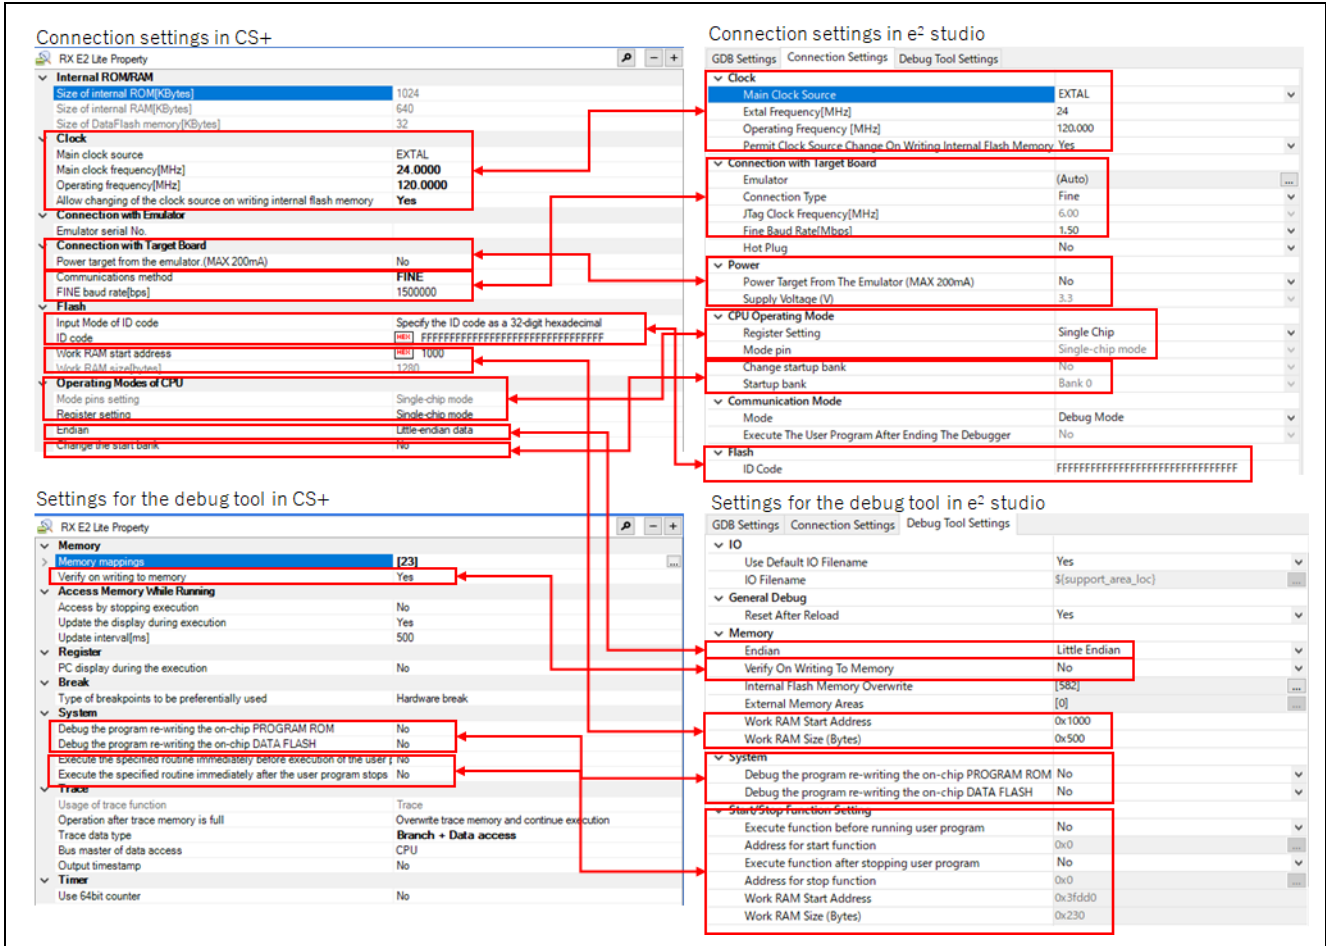 Connection settings in CS+
RX E2 Lite Property
Internal ROM/RAM
Size of internal ROM[KBytes] 1024
Size of internal RAM[KBytes] 640
Size of DataFlash memory[KBytes] 32
Clock
Main clock source EXTAL
Main clock frequency[MHz] 24.0000
Operating frequency[MHz] 120.0000
Allow changing of the clock source on writing internal flash memory Yes
Connection with Emulator
Emulator serial No.
Connection with Target Board
Power target from the emulator.(MAX 200mA) No
Communications method FINE
FINE baud rate[bps] 1500000
Flash
Input Mode of ID code Specify the ID code as a 32-digit hexadecimal
ID code HEX FFFFFFFFFFFFFFFFFFFFFFFFFFFFFFFF
Work RAM start address HEX 1000
Work RAM size[bytes] 1280
Operating Modes of CPU
Mode pins setting Single-chip mode
Register setting Single-chip mode
Endian Little-endian data
Change the start bank No
Connection settings in e² studio
GDB Settings Connection Settings Debug Tool Settings
Clock
Main Clock Source EXTAL
Extal Frequency[MHz] 24
Operating Frequency [MHz] 120.000
Permit Clock Source Change On Writing Internal Flash Memory Yes
Connection with Target Board
Emulator (Auto) ...
Connection Type Fine
JTag Clock Frequency[MHz] 6.00
Fine Baud Rate[Mbps] 1.50
Hot Plug No
Power
Power Target From The Emulator (MAX 200mA) No
Supply Voltage (V) 3.3
CPU Operating Mode
Register Setting Single Chip
Mode pin Single-chip mode
Change startup bank No
Startup bank Bank 0
Communication Mode
Mode Debug Mode
Execute The User Program After Ending The Debugger No
Flash
ID Code FFFFFFFFFFFFFFFFFFFFFFFFFFFFFFFF
Settings for the debug tool in CS+
RX E2 Lite Property
Memory
Memory mappings [23] ...
Verify on writing to memory Yes
Access Memory While Running
Access by stopping execution No
Update the display during execution Yes
Update interval[ms] 500
Register
PC display during the execution No
Break
Type of breakpoints to be preferentially used Hardware break
System
Debug the program re-writing the on-chip PROGRAM ROM No
Debug the program re-writing the on-chip DATA FLASH No
Execute the specified routine immediately before execution of the user p No
Execute the specified routine immediately after the user program stops No
Trace
Usage of trace function Trace
Operation after trace memory is full Overwrite trace memory and continue execution
Trace data type Branch + Data access
Bus master of data access CPU
Output timestamp No
Timer
Use 64bit counter No
Settings for the debug tool in e² studio
GDB Settings Connection Settings Debug Tool Settings
IO
Use Default IO Filename Yes
IO Filename ${support_area_loc} ...
General Debug
Reset After Reload Yes
Memory
Endian Little Endian
Verify On Writing To Memory No
Internal Flash Memory Overwrite [582] ...
External Memory Areas [0] ...
Work RAM Start Address 0x1000
Work RAM Size (Bytes) 0x500
System
Debug the program re-writing the on-chip PROGRAM ROM No
Debug the program re-writing the on-chip DATA FLASH No
Start/Stop Function Setting
Execute function before running user program No
Address for start function 0x0 ...
Execute function after stopping user program No
Address for stop function 0x0 ...
Work RAM Start Address 0x3fdd0
Work RAM Size (Bytes) 0x230